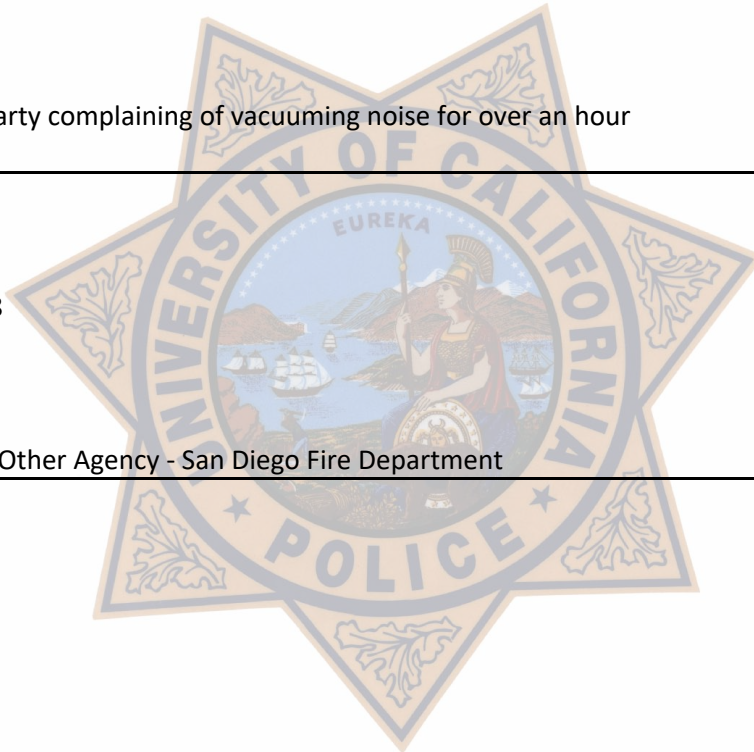 arty complaining of vacuuming noise for over an hour
UNIVERSITY OF CALIFORNIA
EUREKA
Other Agency - San Diego Fire Department
POLICE